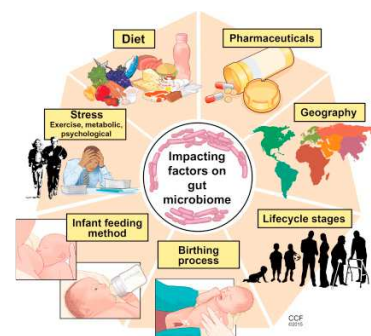 Diet
Pharmaceuticals
Stress
Exercise, metabolic,
psychological
Geography
Impacting
factors on
gut
microbiome
Infant feeding
method
Birthing
process
Lifecycle stages
CCF
©2015